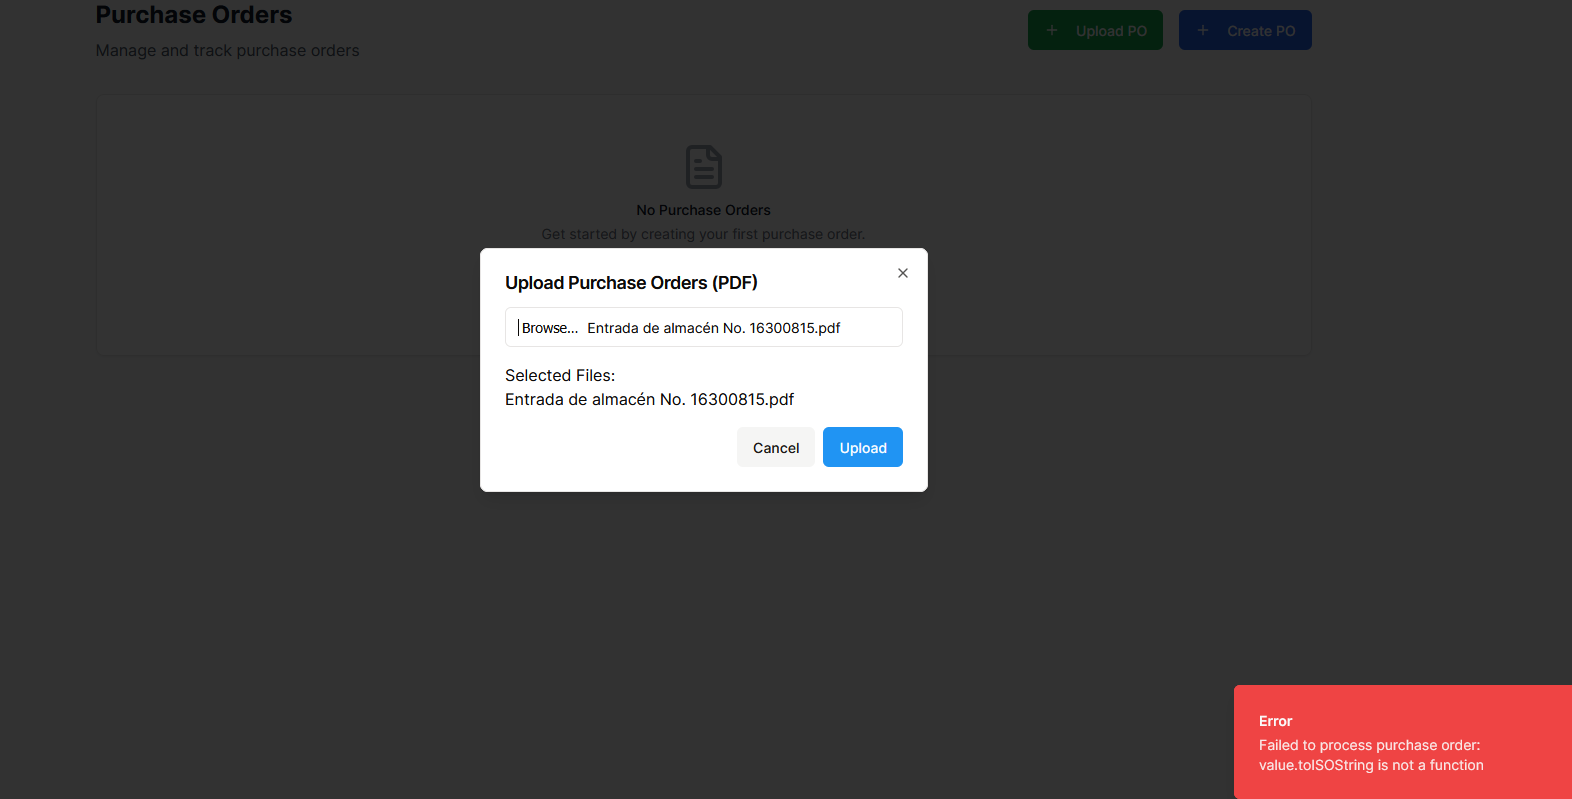 Purchase Orders
Manage and track purchase orders
+ Upload PO
+ Create PO
No Purchase Orders
Get started by creating your first purchase order.
Upload Purchase Orders (PDF)
Browse... Entrada de almacén No. 16300815.pdf
Selected Files:
Entrada de almacén No. 16300815.pdf
Cancel
Upload
Error
Failed to process purchase order:
value.toISOString is not a function